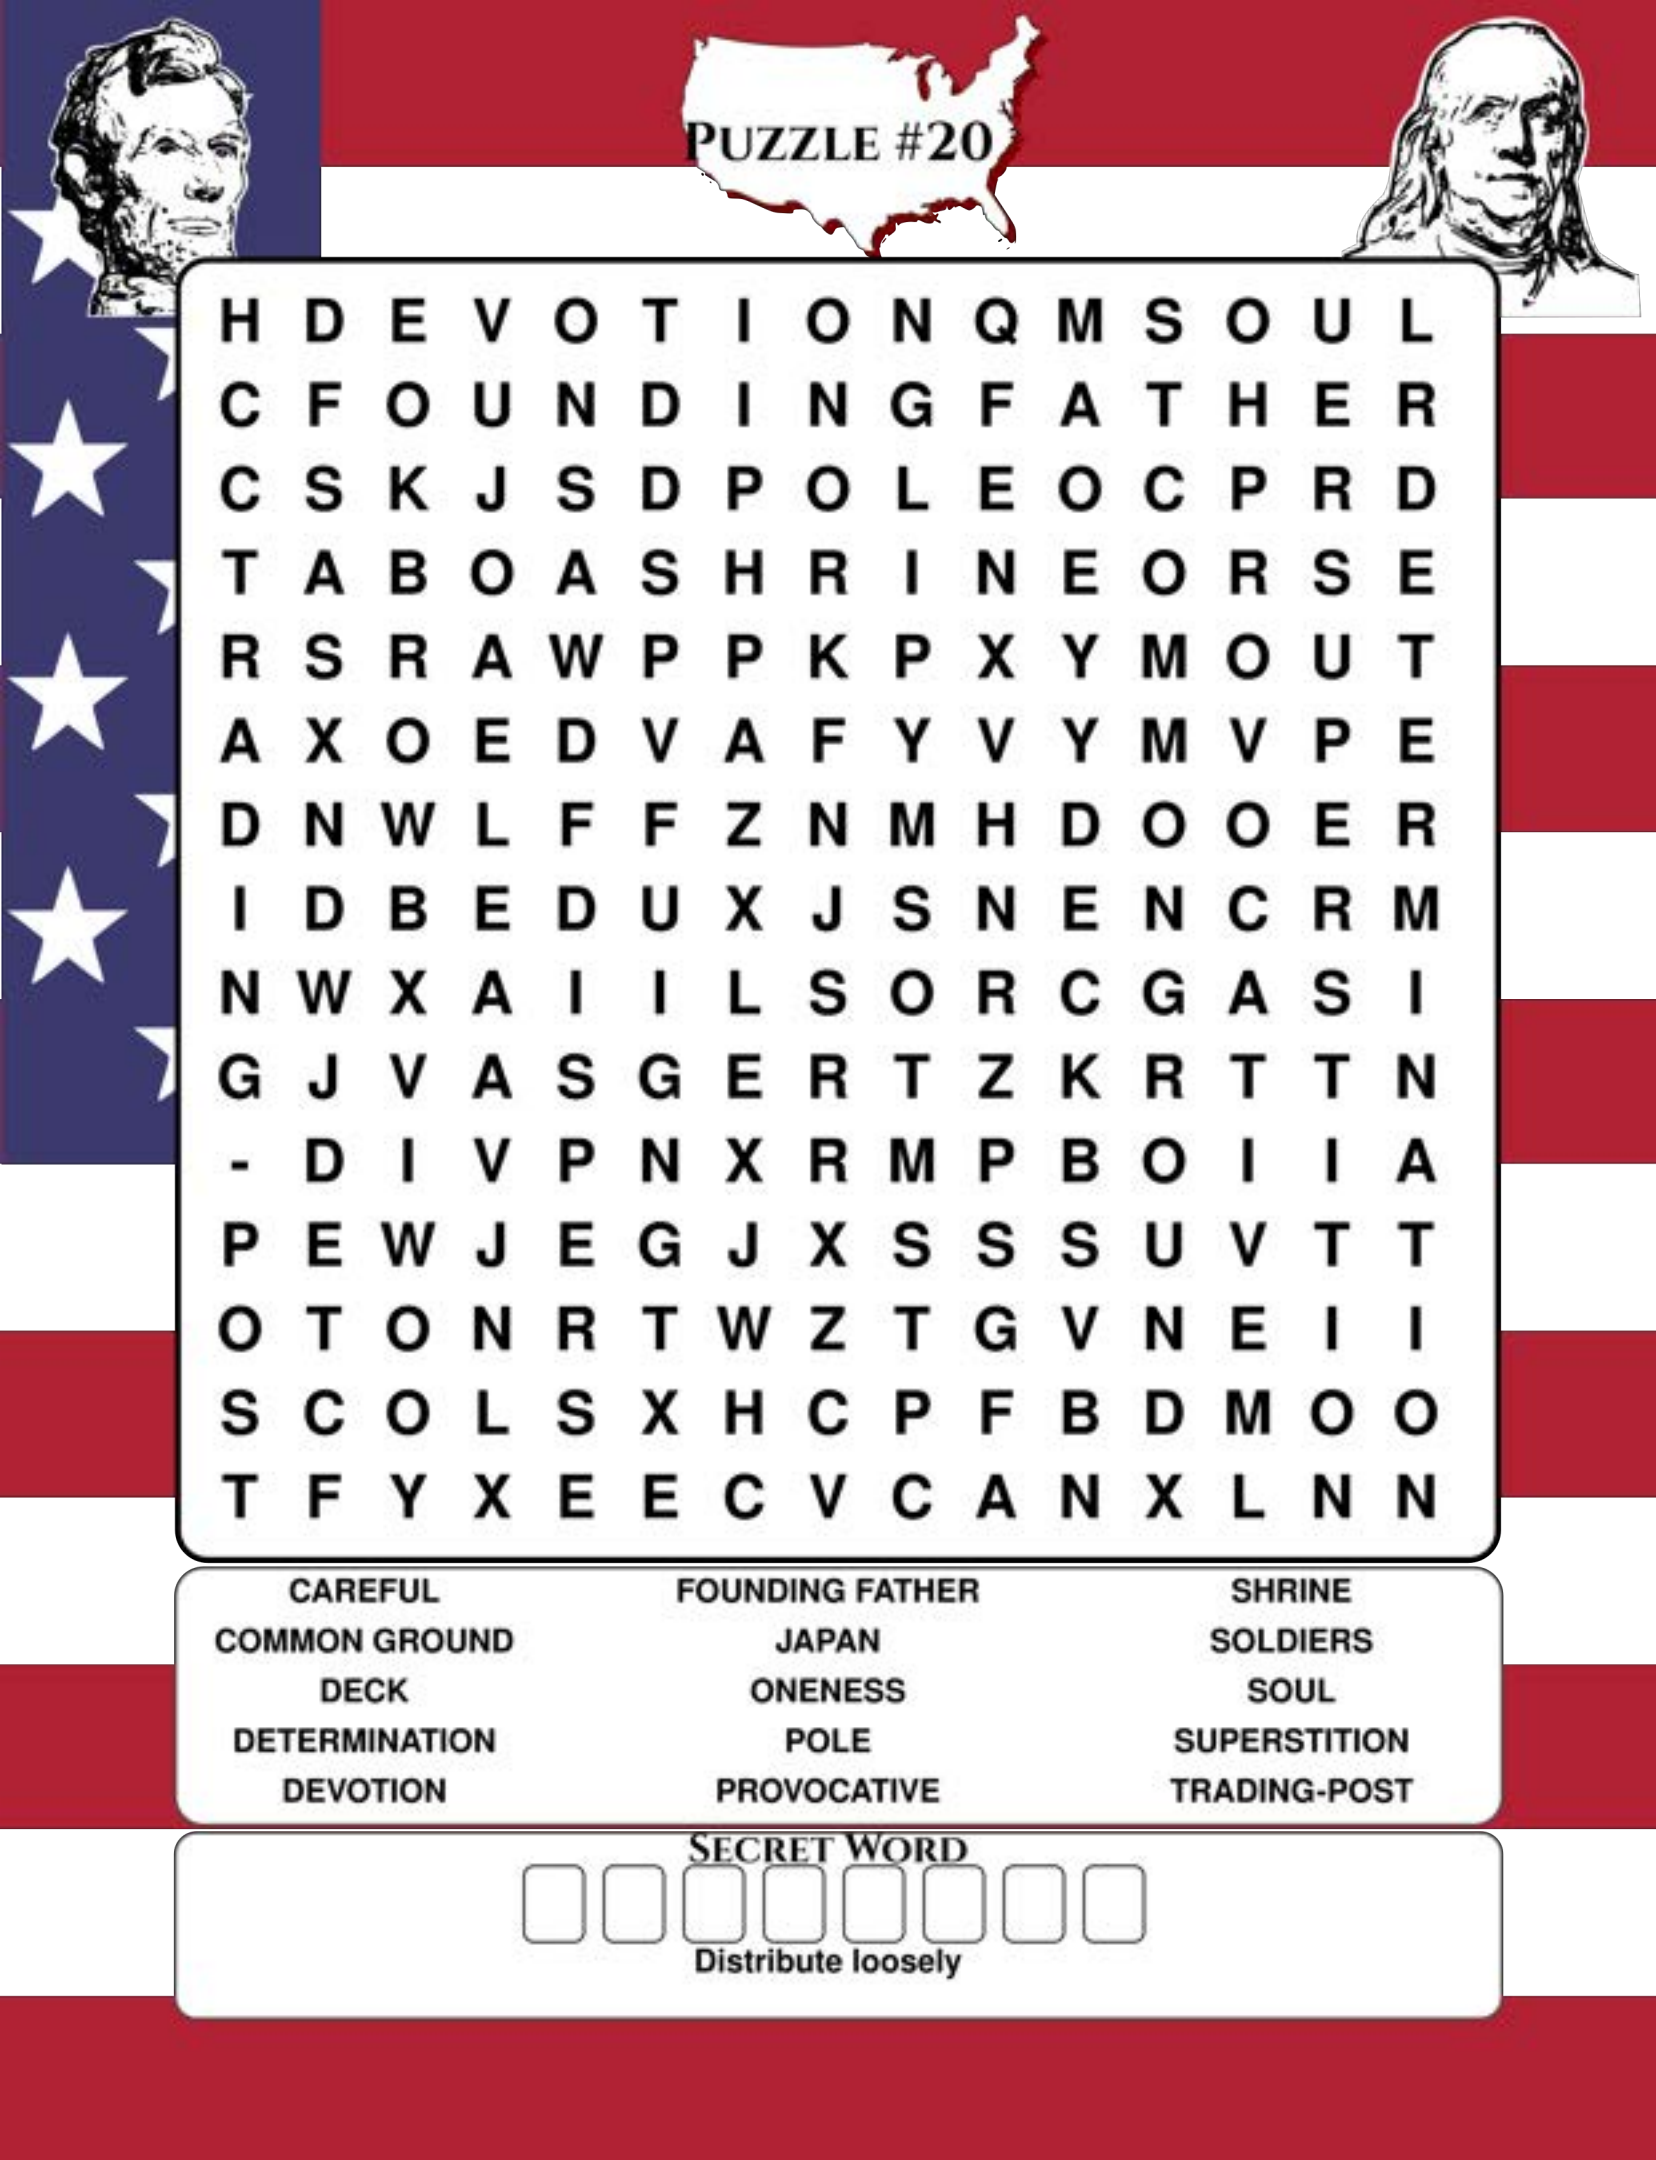 PUZZLE #20
H D E V O T I O N Q M S O U L
C F O U N D I N G F A T H E R
C S K J S D P O L E O C P R D
T A B O A S H R I N E O R S E
R S R A W P P K P X Y M O U T
A X O E D V A F Y V Y M V P E
D N W L F F Z N M H D O O E R
I D B E D U X J S N E N C R M
N W X A I I L S O R C G A S I
G J V A S G E R T Z K R T T N
- D I V P N X R M P B O I I A
P E W J E G J X S S S U V T T
O T O N R T W Z T G V N E I I
S C O L S X H C P F B D M O O
T F Y X E E C V C A N X L N N
CAREFUL FOUNDING FATHER SHRINE
COMMON GROUND JAPAN SOLDIERS
DECK ONENESS SOUL
DETERMINATION POLE SUPERSTITION
DEVOTION PROVOCATIVE TRADING-POST
SECRET WORD
Distribute loosely